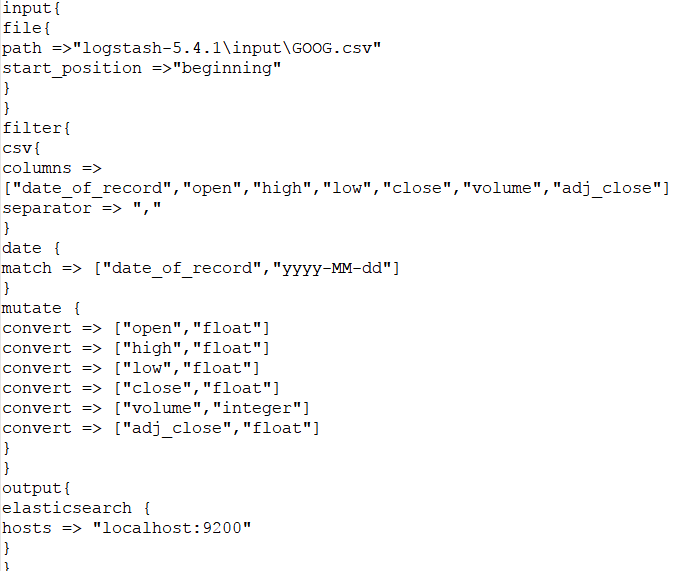 input{
file{
path =>"logstash-5.4.1\input\GOOG.csv"
start_position =>"beginning"
}
}
filter{
csv{
columns =>
["date_of_record","open","high","low","close","volume","adj_close"]
separator => ","
}
date {
match => ["date_of_record","yyyy-MM-dd"]
}
mutate {
convert => ["open","float"]
convert => ["high","float"]
convert => ["low","float"]
convert => ["close","float"]
convert => ["volume","integer"]
convert => ["adj_close","float"]
}
}
output{
elasticsearch {
hosts => "localhost:9200"
}
}